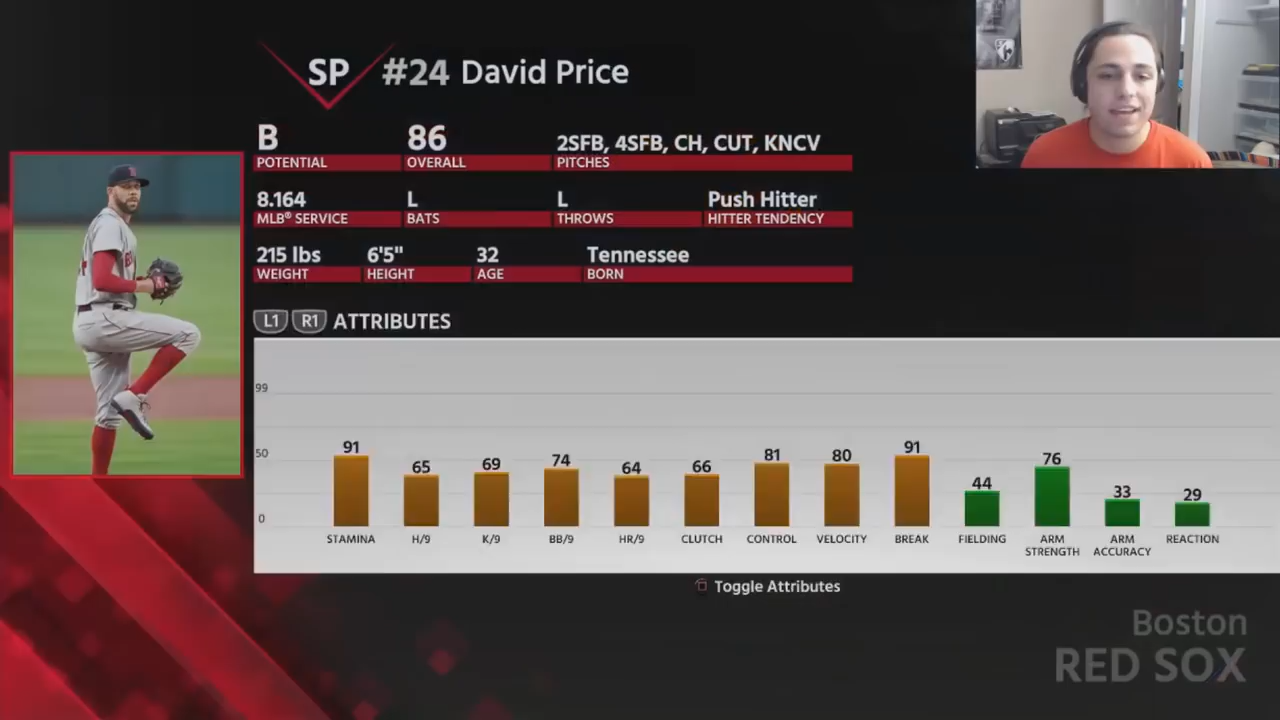 SP #24 David Price
B 86 2SFB, 4SFB, CH, CUT, KNCV
POTENTIAL OVERALL PITCHES
8.164 L L Push Hitter
MLB® SERVICE BATS THROWS HITTER TENDENCY
215 lbs 6'5" 32 Tennessee
WEIGHT HEIGHT AGE BORN
L1 R1 ATTRIBUTES
99
50
0
91 65 69 74 64 66 81 80 91 44 76 33 29
STAMINA H/9 K/9 BB/9 HR/9 CLUTCH CONTROL VELOCITY BREAK FIELDING ARM STRENGTH ARM ACCURACY REACTION
Toggle Attributes
Boston
RED SOX